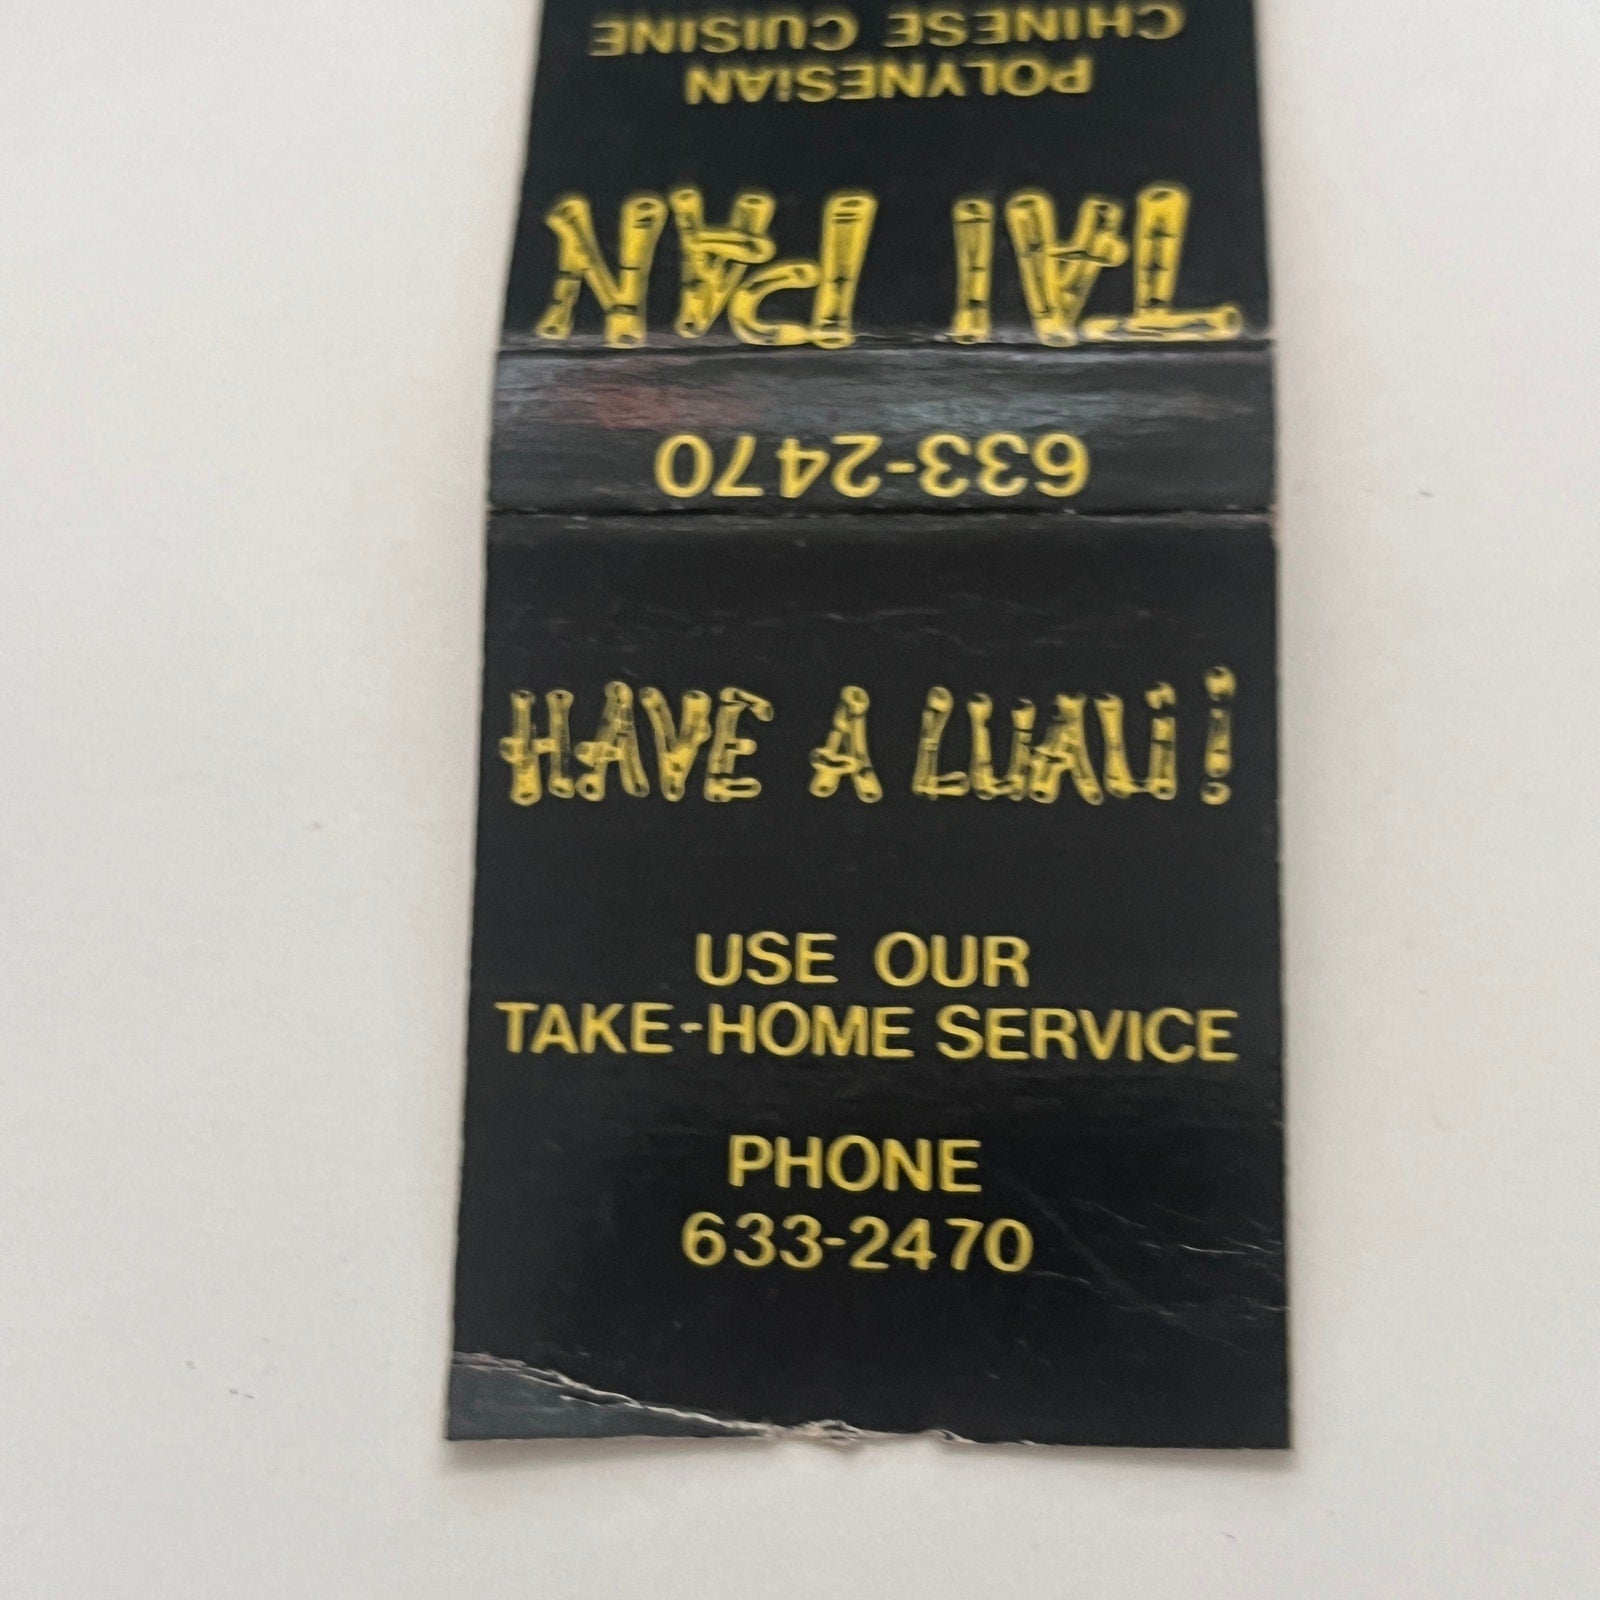 TAI PAN
POLYNESIAN
CHINESE CUISINE
633-2470
HAVE A LUAU!
USE OUR
TAKE-HOME SERVICE
PHONE
633-2470